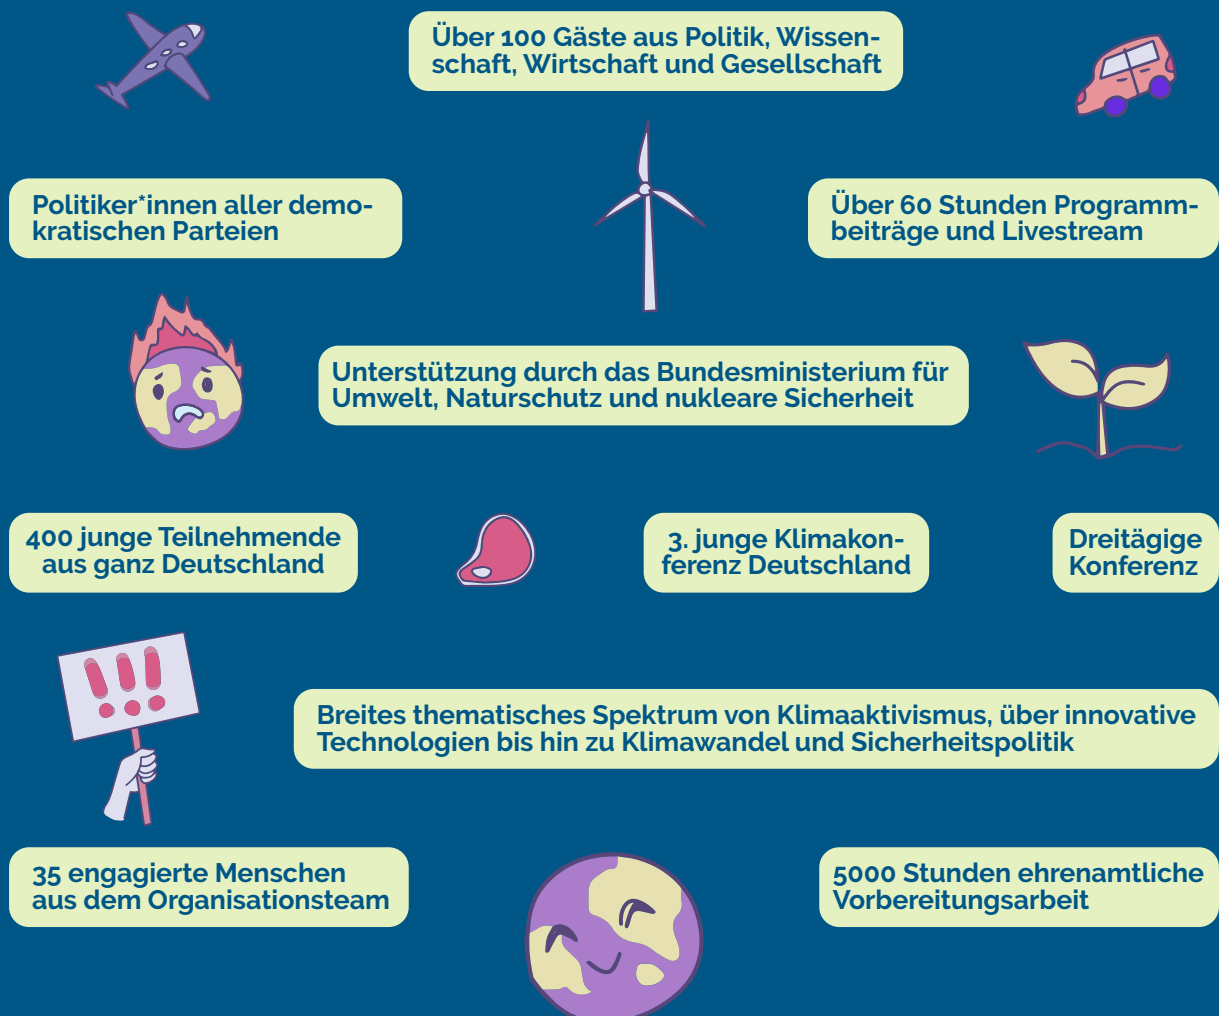 Über 100 Gäste aus Politik, Wissen-
schaft, Wirtschaft und Gesellschaft
Politiker*innen aller demo-
kratischen Parteien
Über 60 Stunden Programm-
beiträge und Livestream
Unterstützung durch das Bundesministerium für
Umwelt, Naturschutz und nukleare Sicherheit
400 junge Teilnehmende
aus ganz Deutschland
3. junge Klimakon-
ferenz Deutschland
Dreitägige
Konferenz
!!!
Breites thematisches Spektrum von Klimaaktivismus, über innovative
Technologien bis hin zu Klimawandel und Sicherheitspolitik
35 engagierte Menschen
aus dem Organisationsteam
5000 Stunden ehrenamtliche
Vorbereitungsarbeit